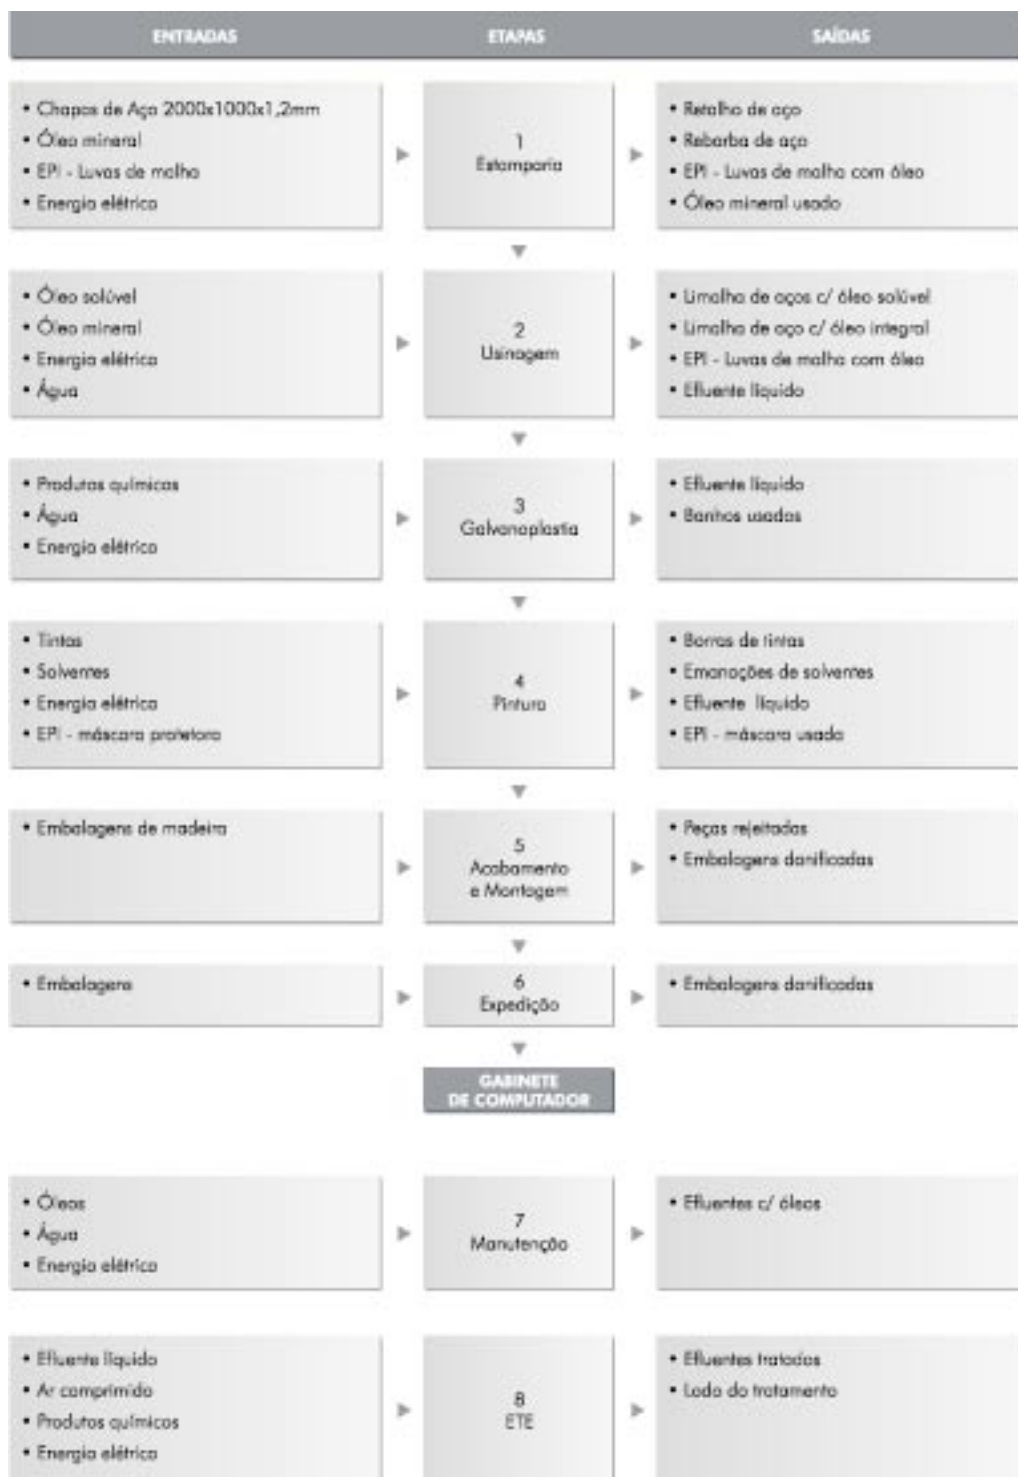 ENTRADAS ETAPAS SAÍDAS
• Chapas de Aço 2000x1000x1,2mm
• Óleo mineral
• EPI - Luvas de malha
• Energia elétrica
1
Estamparia
• Retalho de aço
• Rebarba de aço
• EPI - Luvas de malha com óleo
• Óleo mineral usado
• Óleo solúvel
• Óleo mineral
• Energia elétrica
• Água
2
Usinagem
• Limalha de aços c/ óleo solúvel
• Limalha de aço c/ óleo integral
• EPI - Luvas de malha com óleo
• Efluente líquido
• Produtos químicos
• Água
• Energia elétrica
3
Galvanoplastia
• Efluente líquido
• Banhos usados
• Tintas
• Solventes
• Energia elétrica
• EPI - máscara protetora
4
Pintura
• Borras de tintas
• Emanações de solventes
• Efluente líquido
• EPI - máscara usada
• Embalagens de madeira
5
Acabamento
e Montagem
• Peças rejeitadas
• Embalagens danificadas
• Embalagens
6
Expedição
• Embalagens danificadas
GABINETE
DE COMPUTADOR
• Óleos
• Água
• Energia elétrica
7
Manutenção
• Efluentes c/ óleos
• Efluente líquido
• Ar comprimido
• Produtos químicos
• Energia elétrica
8
ETE
• Efluentes tratados
• Lodo do tratamento